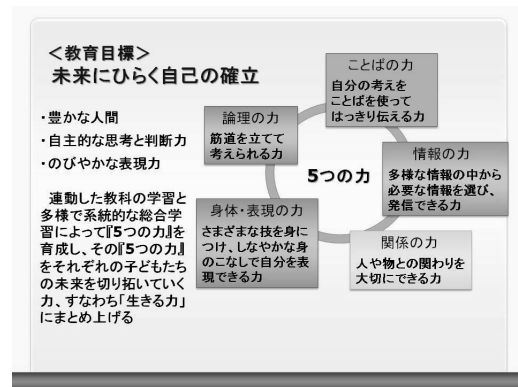 ＜教育目標＞
未来にひらく自己の確立
・豊かな人間
・自主的な思考と判断力
・のびやかな表現力
連動した教科の学習と
多様で系統的な総合学
習によって『5つの力』を
育成し、その『5つの力』
をそれぞれの子どもたち
の未来を切り拓いていく
力、すなわち「生きる力」
にまとめ上げる
5つの力
ことばの力
自分の考えを
ことばを使って
はっきり伝える力
情報の力
多様な情報の中から
必要な情報を選び、
発信できる力
関係の力
人や物との関わりを
大切にできる力
身体・表現の力
さまざまな技を身に
つけ、しなやかな身
のこなしで自分を表
現できる力
論理の力
筋道を立てて
考えられる力